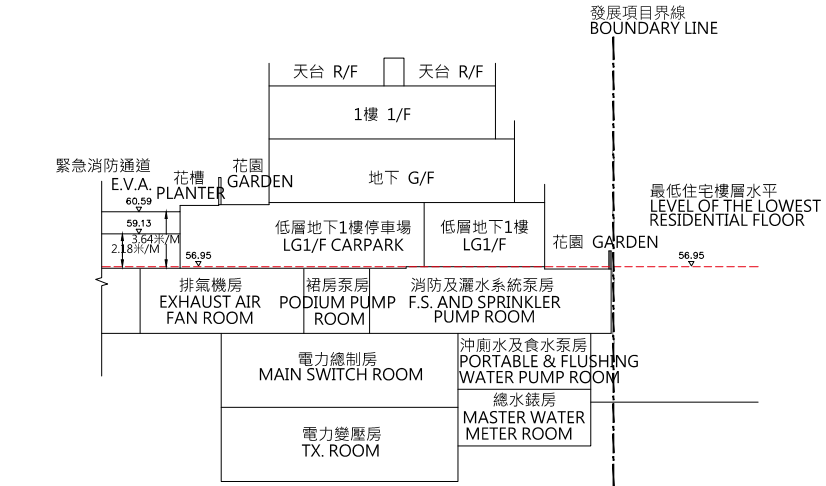 發展項目界線
BOUNDARY LINE
天台 R/F
天台 R/F
1樓 1/F
緊急消防通道
E.V.A.
花槽
PLANTER
花園
GARDEN
地下 G/F
最低住宅樓層水平
LEVEL OF THE LOWEST
RESIDENTIAL FLOOR
60.59
59.13
3.64米/M
2.18米/M
56.95
低層地下1樓停車場
LG1/F CARPARK
低層地下1樓
LG1/F
花園 GARDEN
56.95
排氣機房
EXHAUST AIR
FAN ROOM
裙房泵房
PODIUM PUMP
ROOM
消防及灑水系統泵房
F.S. AND SPRINKLER
PUMP ROOM
電力總制房
MAIN SWITCH ROOM
沖廁水及食水泵房
PORTABLE & FLUSHING
WATER PUMP ROOM
總水錶房
MASTER WATER
METER ROOM
電力變壓房
TX. ROOM